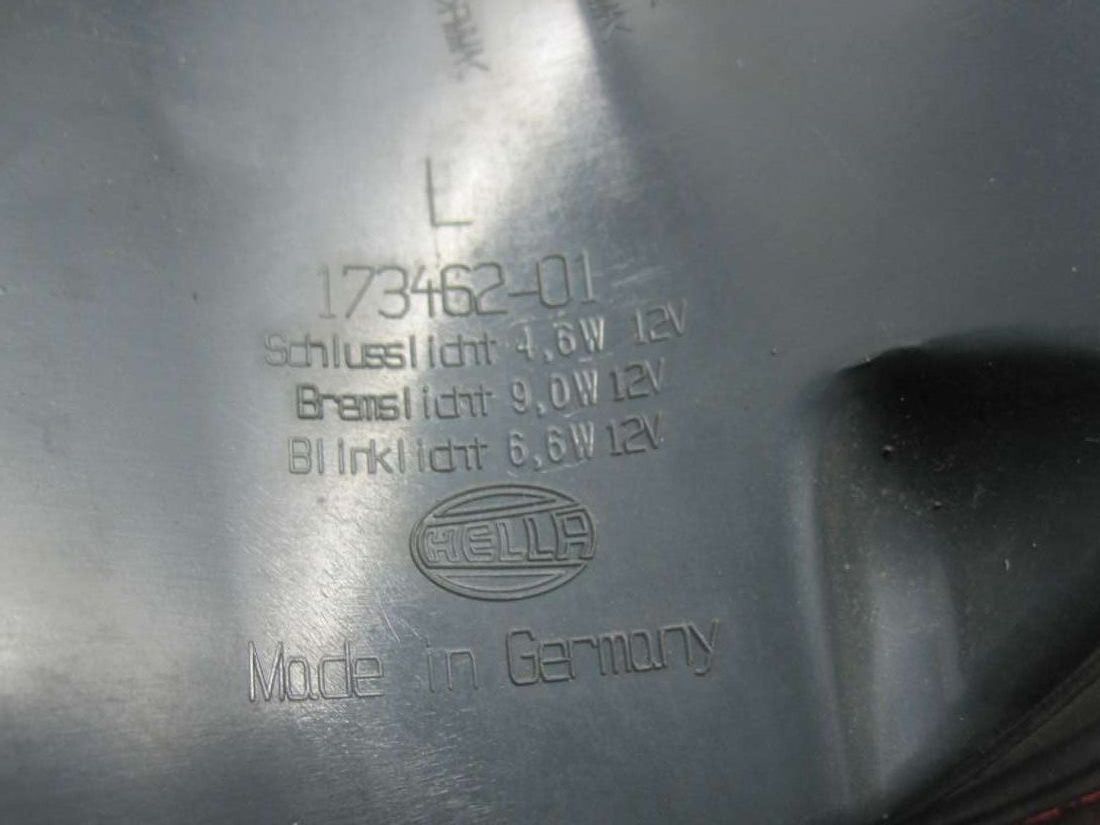 L
173462-01
Schlusslicht 4,6W 12V
Bremslicht 9,0W 12V
Blinklicht 6,6W 12V
HELLA
Made in Germany